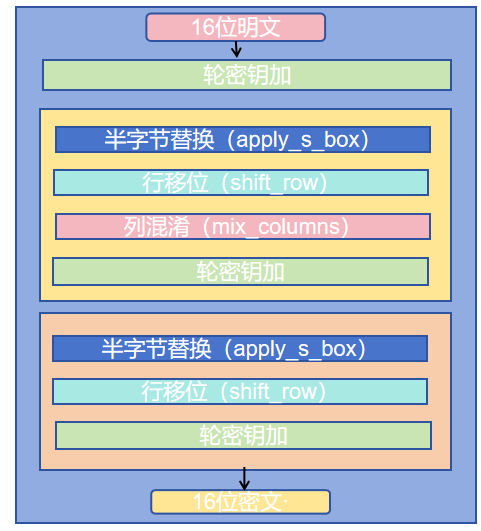 16位明文
轮密钥加
半字节替换（apply_s_box）
行移位（shift_row）
列混淆（mix_columns）
轮密钥加
半字节替换（apply_s_box）
行移位（shift_row）
轮密钥加
16位密文·